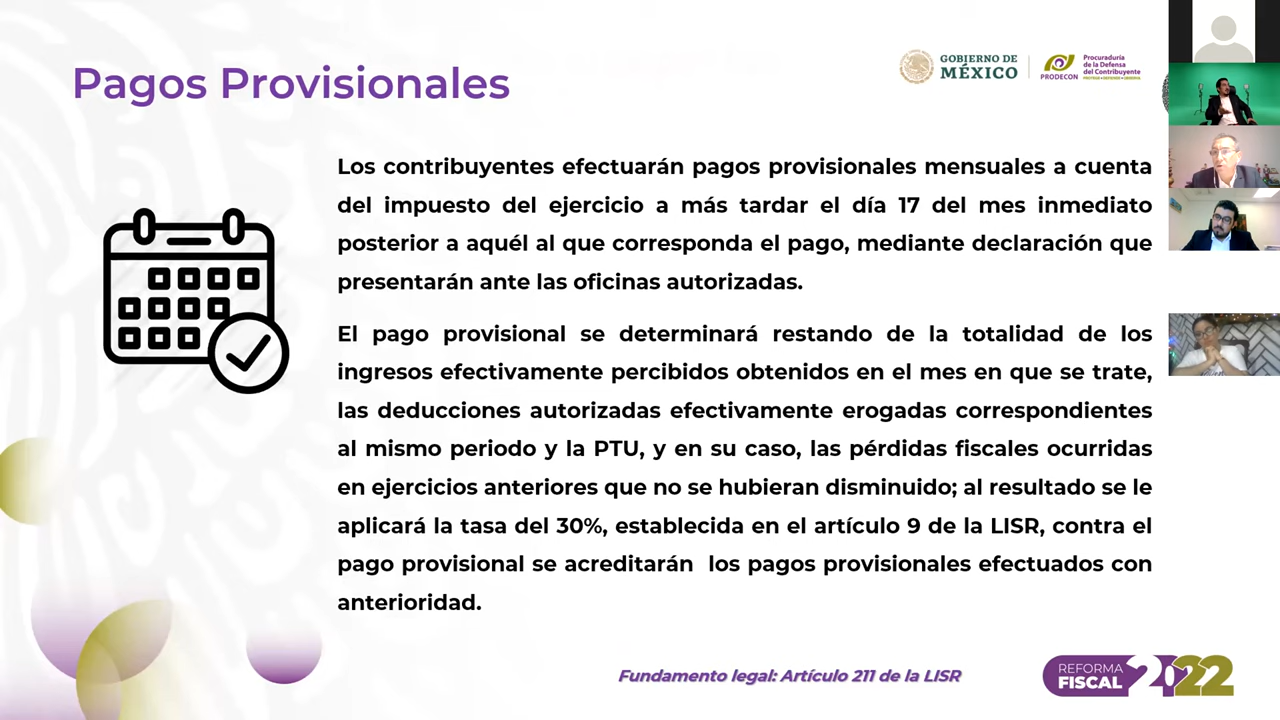 Pagos Provisionales
GOBIERNO DE
MÉXICO
PRODECON
Procuraduría
de la Defensa
del Contribuyente
Los contribuyentes efectuarán pagos provisionales mensuales a cuenta
del impuesto del ejercicio a más tardar el día 17 del mes inmediato
posterior a aquél al que corresponda el pago, mediante declaración que
presentarán ante las oficinas autorizadas.
El pago provisional se determinará restando de la totalidad de los
ingresos efectivamente percibidos obtenidos en el mes en que se trate,
las deducciones autorizadas efectivamente erogadas correspondientes
al mismo periodo y la PTU, y en su caso, las pérdidas fiscales ocurridas
en ejercicios anteriores que no se hubieran disminuido; al resultado se le
aplicará la tasa del 30%, establecida en el artículo 9 de la LISR, contra el
pago provisional se acreditarán  los pagos provisionales efectuados con
anterioridad.
Fundamento legal: Artículo 211 de la LISR
REFORMA
FISCAL 2022